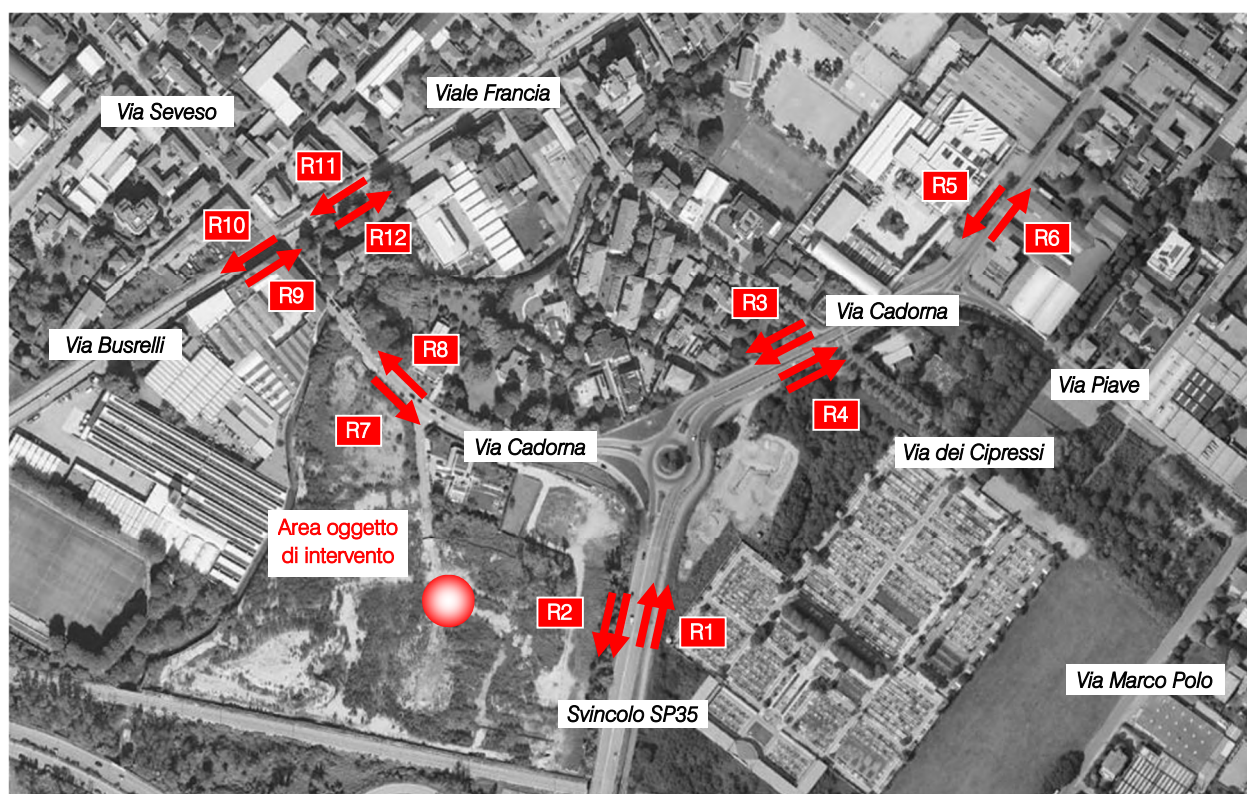 Viale Francia
Via Seveso
R11
R5
R10
R12
R6
R9
R3
Via Cadorna
Via Busrelli
R8
Via Piave
R4
R7
Via Cadorna
Via dei Cipressi
Area oggetto
di intervento
R2
R1
Via Marco Polo
Svincolo SP35